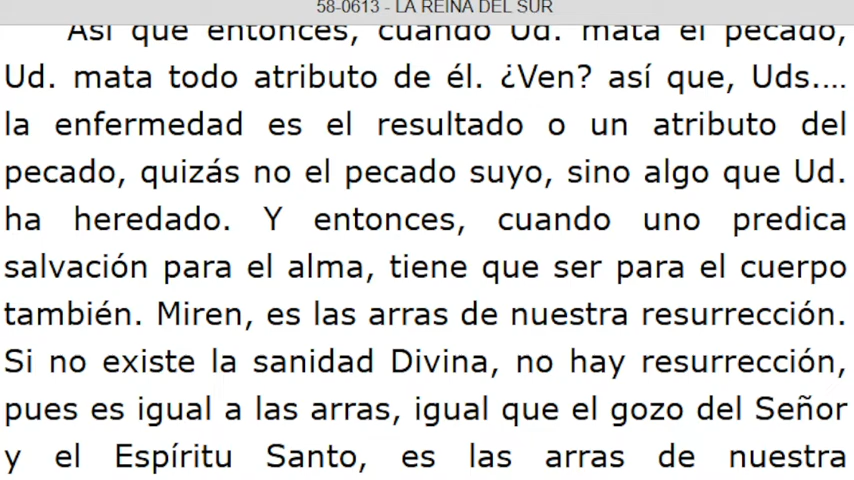 58-0613 - LA REINA DEL SUR
Así que entonces, cuando Ud. mata el pecado,
Ud. mata todo atributo de él. ¿Ven? así que, Uds.…
la enfermedad es el resultado o un atributo del
pecado, quizás no el pecado suyo, sino algo que Ud.
ha heredado. Y entonces, cuando uno predica
salvación para el alma, tiene que ser para el cuerpo
también. Miren, es las arras de nuestra resurrección.
Si no existe la sanidad Divina, no hay resurrección,
pues es igual a las arras, igual que el gozo del Señor
y el Espíritu Santo, es las arras de nuestra